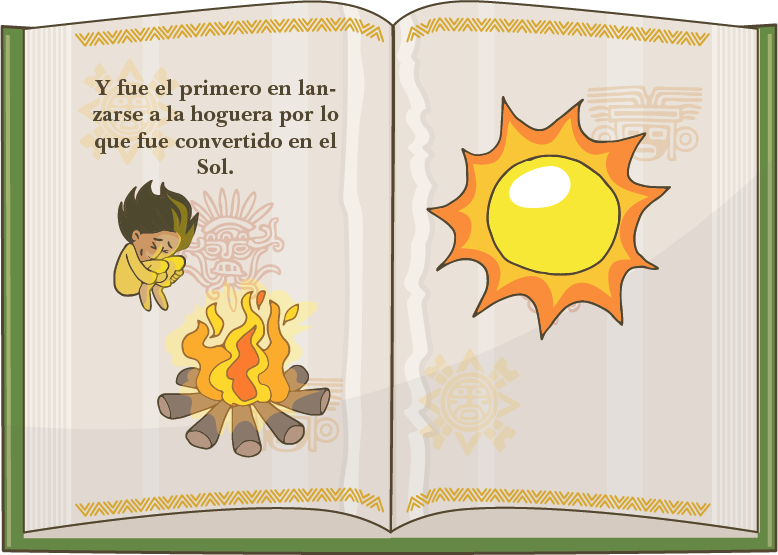 Y fue el primero en lan-
zarse a la hoguera por lo
que fue convertido en el
Sol.